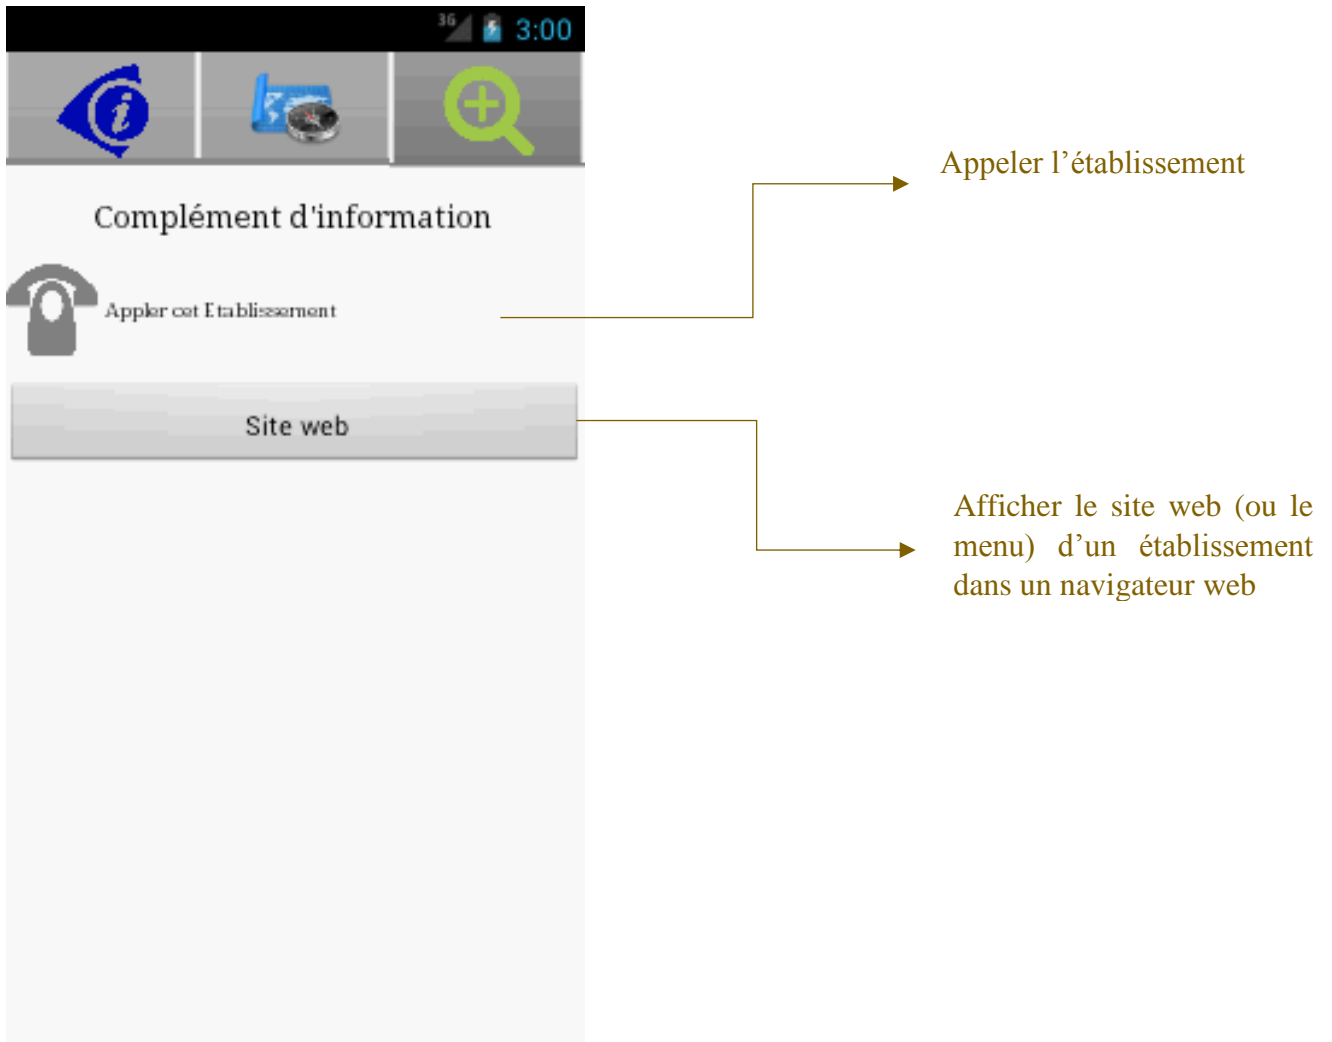 3G 3:00
Appeler l’établissement
Complément d'information
Appler cet Etablissement
Site web
Afficher le site web (ou le
menu) d’un établissement
dans un navigateur web